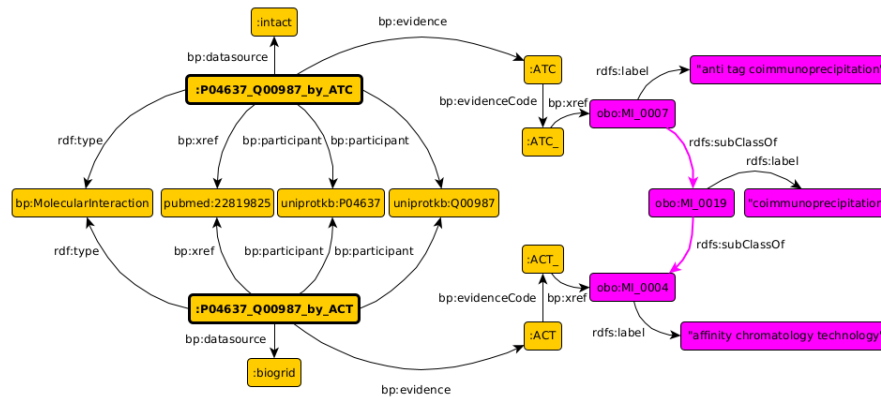 :intact
bp:evidence
bp:datasource
:ATC
rdfs:label
"anti tag coimmunoprecipitation"
:P04637_Q00987_by_ATC
bp:evidenceCode
bp:xref
obo:MI_0007
rdf:type
bp:xref
bp:participant
bp:participant
:ATC_
rdfs:subClassOf
rdfs:label
bp:MolecularInteraction
pubmed:22819825
uniprotkb:P04637
uniprotkb:Q00987
obo:MI_0019
"coimmunoprecipitation
rdf:type
bp:xref
bp:participant
bp:participant
rdfs:subClassOf
:ACT_
bp:evidenceCode
bp:xref
obo:MI_0004
:P04637_Q00987_by_ACT
rdfs:label
bp:datasource
:ACT
"affinity chromatology technology"
:biogrid
bp:evidence